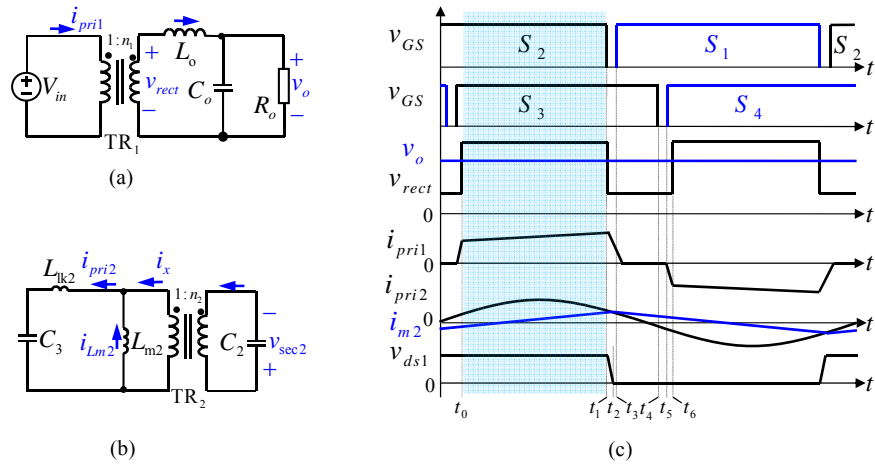 i_pri1
1:n_1
V_in
TR_1
+
v_rect
−
L_o
C_o
R_o
+
v_o
−
(a)
L_lk2
i_pri2
i_x
1:n_2
C_3
i_Lm2
L_m2
TR_2
C_2
−
v_sec2
+
(b)
v_GS
S_2
S_1
S_2
t
v_GS
S_3
S_4
t
v_o
v_rect
0
t
i_pri1
0
t
i_pri2
0
i_m2
t
v_ds1
0
t
t_0
t_1 t_2 t_3 t_4 t_5 t_6
(c)